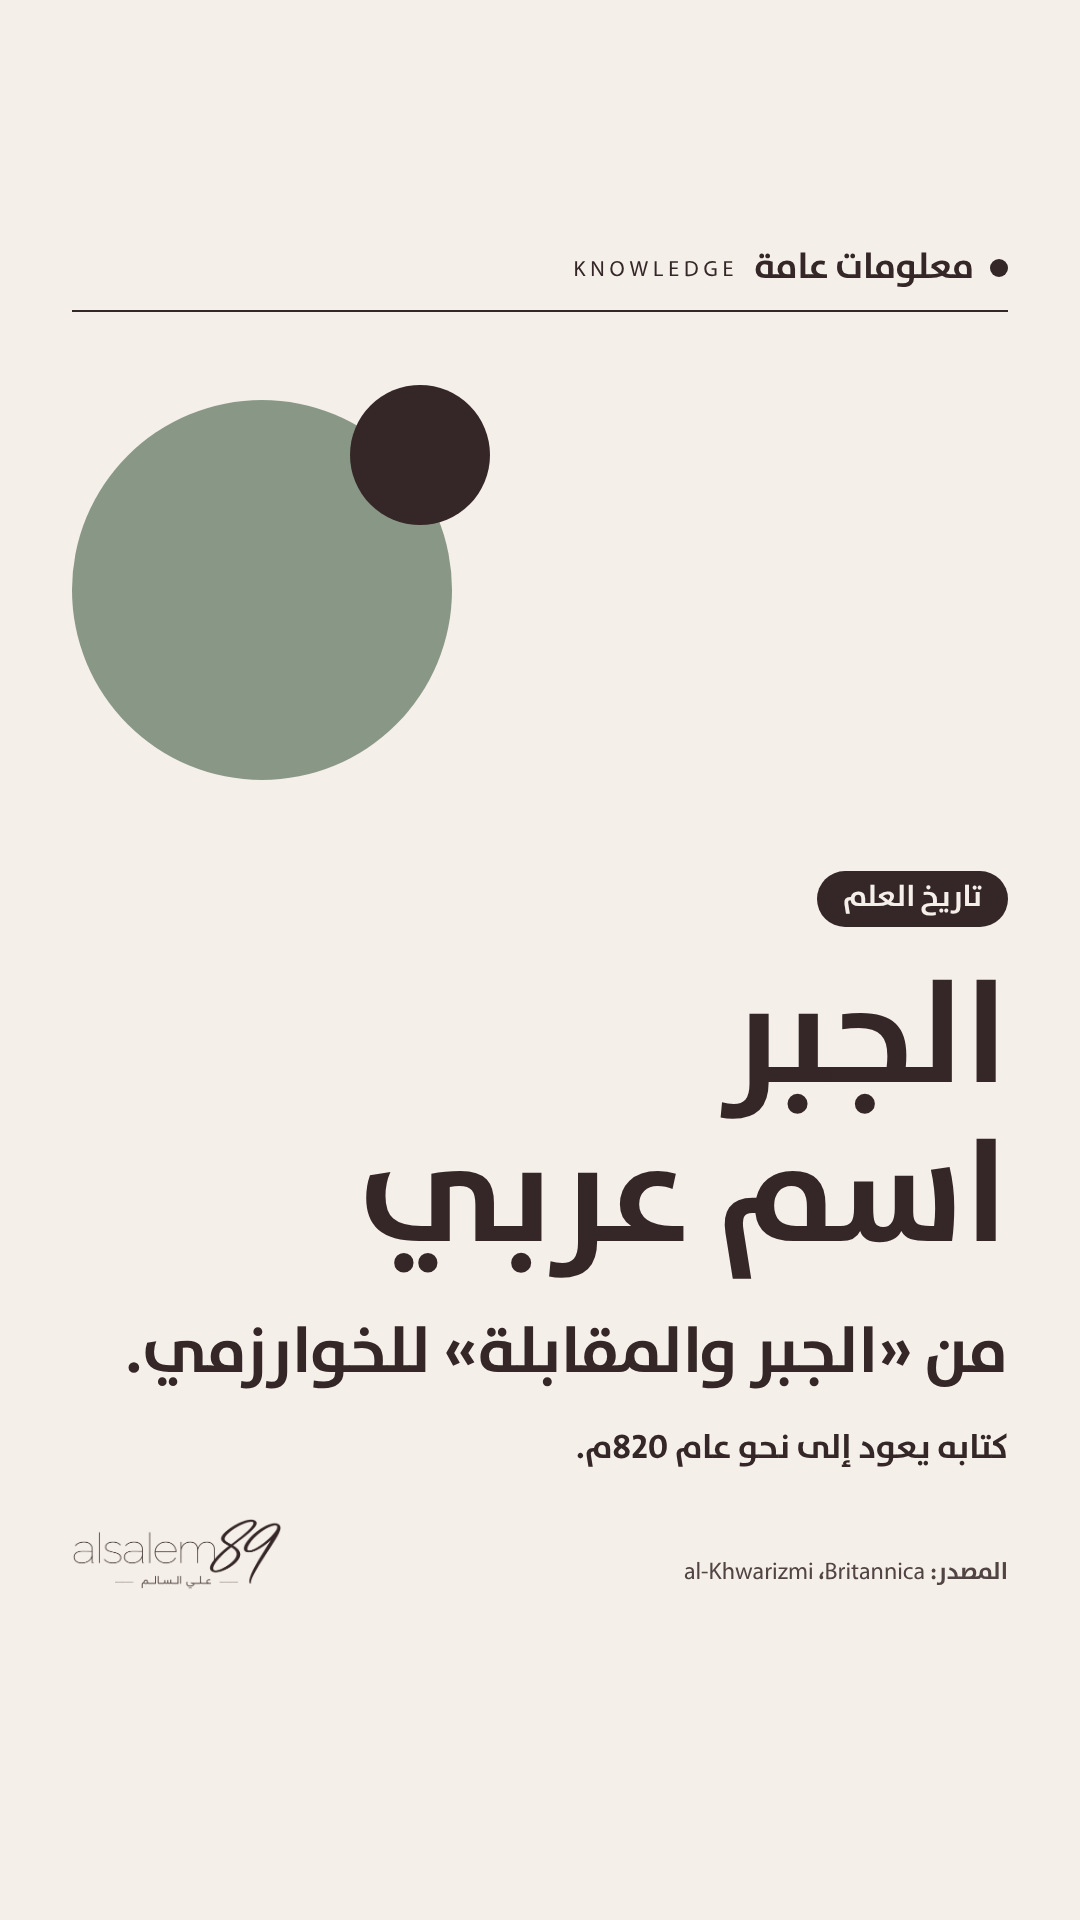 معلومات عامة KNOWLEDGE
تاريخ العلم
الجبر
اسم عربي
من «الجبر والمقابلة» للخوارزمي.
كتابه يعود إلى نحو عام 820م.
المصدر: Britannica، al-Khwarizmi
alsalem89
علي السالم